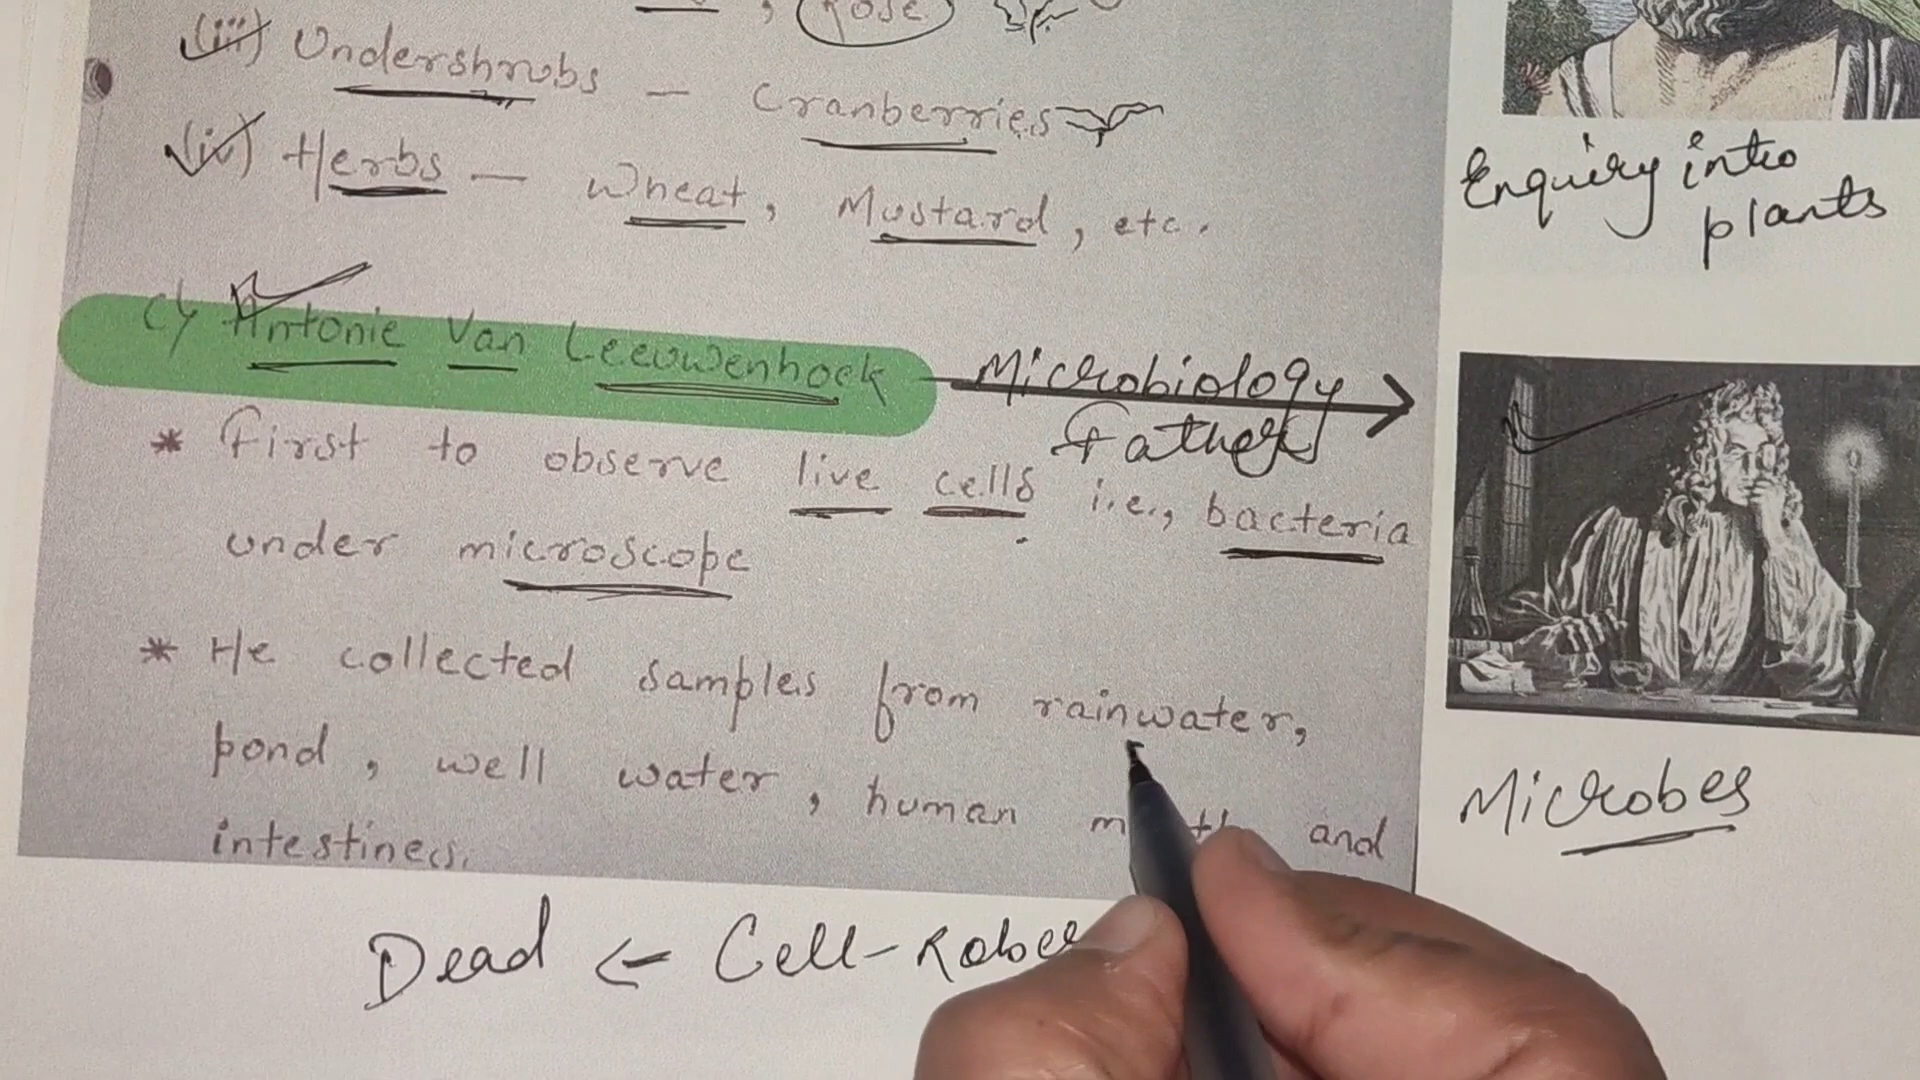 Rose
(iii) Undershrubs - Cranberries
(iv) Herbs - Wheat, Mustard, etc.
Enquiry into
plants
C) Antonie Van Leeuwenhoek
Microbiology
Father
* First to observe live cells i.e., bacteria
under microscope
* He collected samples from rainwater,
pond, well water, human and
intestines.
Microbes
Dead ← Cell-Rober